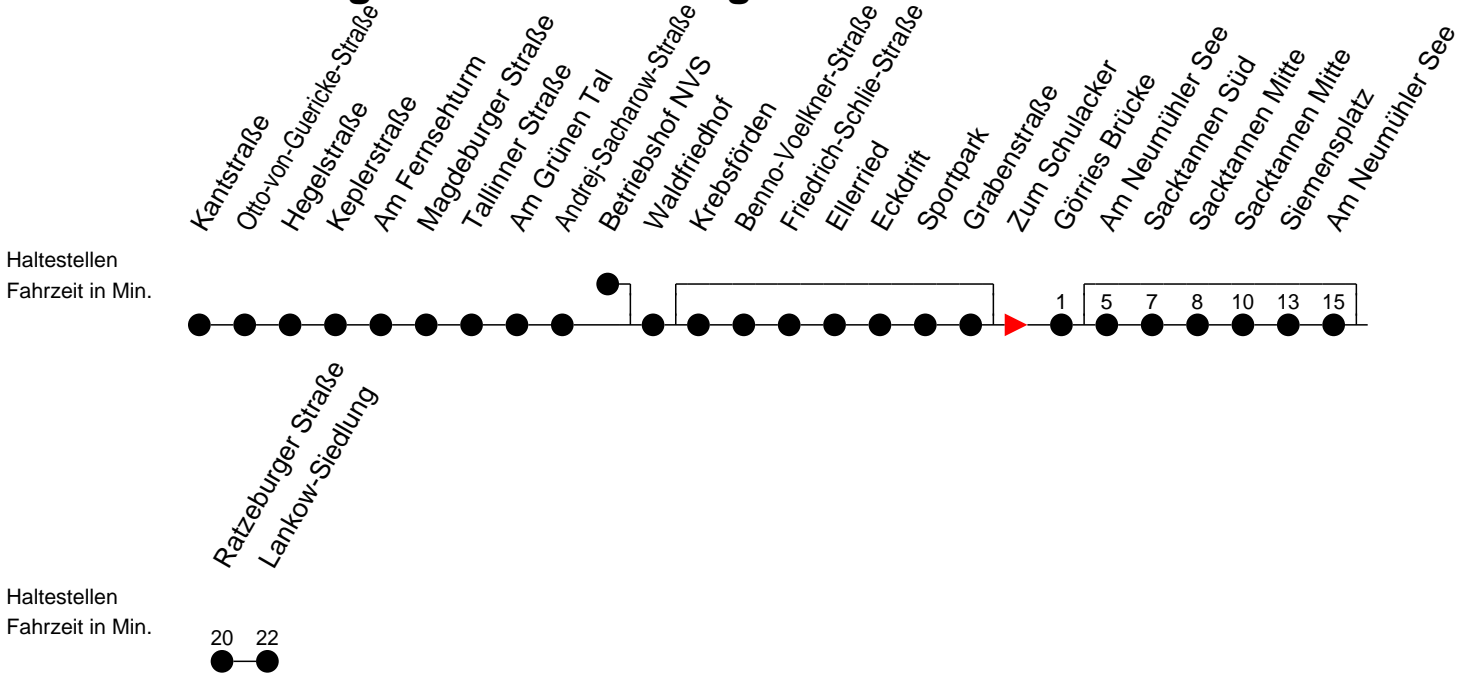 Kantstraße
Otto-von-Guericke-Straße
Hegelstraße
Keplerstraße
Am Fernsehturm
Magdeburger Straße
Tallinner Straße
Am Grünen Tal
Andrej-Sacharow-Straße
Betriebshof NVS
Waldfriedhof
Krebsförden
Benno-Voelkner-Straße
Friedrich-Schlie-Straße
Ellerried
Eckdrift
Sportpark
Grabenstraße
Zum Schulacker
Görries Brücke
Am Neumühler See
Sacktannen Süd
Sacktannen Mitte
Sacktannen Mitte
Siemensplatz
Am Neumühler See
Haltestellen
Fahrzeit in Min.
1 5 7 8 10 13 15
Ratzeburger Straße
Lankow-Siedlung
Haltestellen
Fahrzeit in Min.
20 22